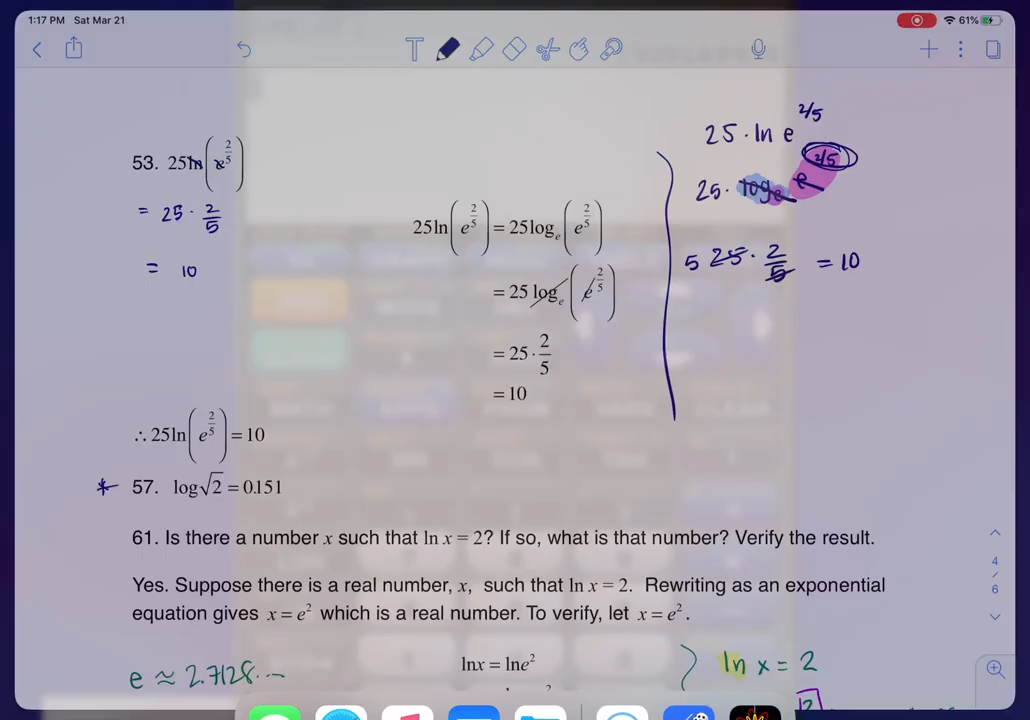 1:17 PM Sat Mar 21
61%
53. 25ln(e^{2/5})
= 25 · 2/5
= 10
25ln(e^{2/5}) = 25log_e(e^{2/5})
= 25 log_e(e^{2/5})
= 25 · 2/5
= 10
25 · ln e^{2/5}
25 · log_e e^{2/5}
5 25 · 2/5 = 10
∴ 25ln(e^{2/5}) = 10
* 57. log√2 = 0.151
61. Is there a number x such that ln x = 2? If so, what is that number? Verify the result.
Yes. Suppose there is a real number, x, such that ln x = 2. Rewriting as an exponential
equation gives x = e² which is a real number. To verify, let x = e².
lnx = lne²
ln x = 2
e ≈ 2.7128...
4
/
6